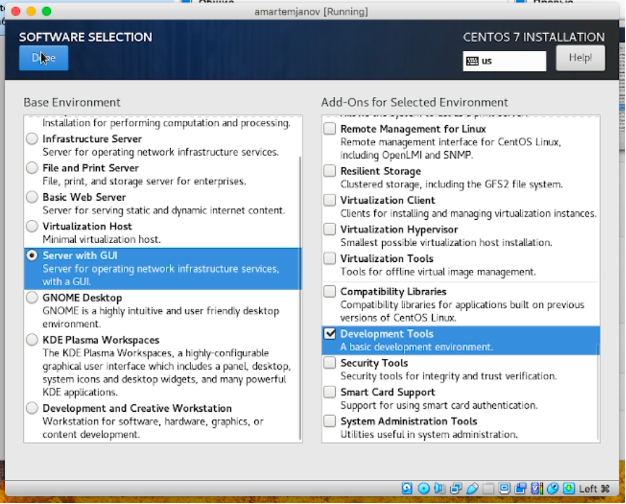 amartemjanov [Running]
SOFTWARE SELECTION
CENTOS 7 INSTALLATION
Done
us
Help!
Base Environment
Add-Ons for Selected Environment
Installation for performing computation and processing.
Infrastructure Server
Server for operating network infrastructure services.
File and Print Server
File, print, and storage server for enterprises.
Basic Web Server
Server for serving static and dynamic internet content.
Virtualization Host
Minimal virtualization host.
Server with GUI
Server for operating network infrastructure services,
with a GUI.
GNOME Desktop
GNOME is a highly intuitive and user friendly desktop
environment.
KDE Plasma Workspaces
The KDE Plasma Workspaces, a highly-configurable
graphical user interface which includes a panel, desktop,
system icons and desktop widgets, and many powerful
KDE applications.
Development and Creative Workstation
Workstation for software, hardware, graphics, or
content development.
Remote Management for Linux
Remote management interface for CentOS Linux,
including OpenLMI and SNMP.
Resilient Storage
Clustered storage, including the GFS2 file system.
Virtualization Client
Clients for installing and managing virtualization instances.
Virtualization Hypervisor
Smallest possible virtualization host installation.
Virtualization Tools
Tools for offline virtual image management.
Compatibility Libraries
Compatibility libraries for applications built on previous
versions of CentOS Linux.
Development Tools
A basic development environment.
Security Tools
Security tools for integrity and trust verification.
Smart Card Support
Support for using smart card authentication.
System Administration Tools
Utilities useful in system administration.
Left ⌘